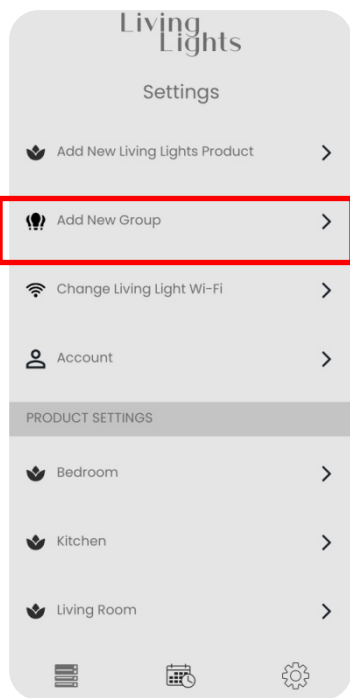 Living
Lights
Settings
Add New Living Lights Product
Add New Group
Change Living Light Wi-Fi
Account
PRODUCT SETTINGS
Bedroom
Kitchen
Living Room